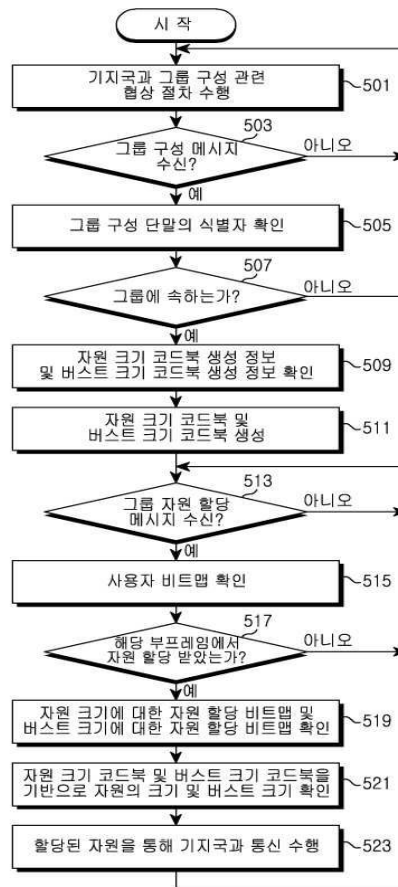 시 작
기지국과 그룹 구성 관련
협상 절차 수행
501
503
그룹 구성 메시지
수신?
아니오
예
그룹 구성 단말의 식별자 확인
505
507
그룹에 속하는가?
아니오
예
자원 크기 코드북 생성 정보
및 버스트 크기 코드북 생성 정보 확인
509
자원 크기 코드북 및
버스트 크기 코드북 생성
511
513
그룹 자원 할당
메시지 수신?
아니오
예
사용자 비트맵 확인
515
517
해당 부프레임에서
자원 할당 받았는가?
아니오
예
자원 크기에 대한 자원 할당 비트맵 및
버스트 크기에 대한 자원 할당 비트맵 확인
519
자원 크기 코드북 및 버스트 크기 코드북을
기반으로 자원의 크기 및 버스트 크기 확인
521
할당된 자원을 통해 기지국과 통신 수행
523